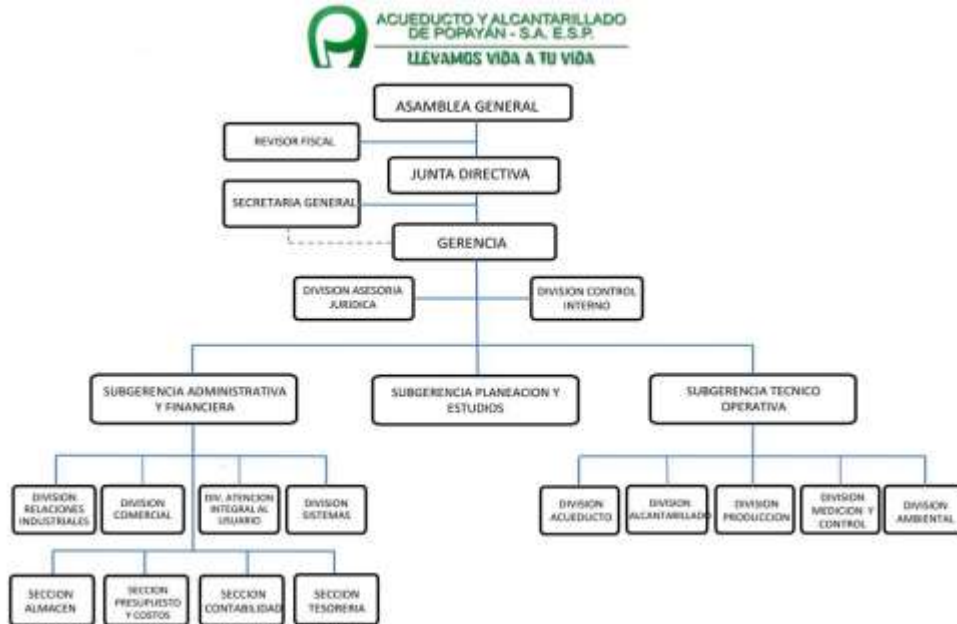 ACUEDUCTO Y ALCANTARILLADO
DE POPAYÁN - S.A. E.S.P.
LLEVAMOS VIDA A TU VIDA
ASAMBLEA GENERAL
REVISOR FISCAL
JUNTA DIRECTIVA
SECRETARIA GENERAL
GERENCIA
DIVISION ASESORIA
JURIDICA
DIVISION CONTROL
INTERNO
SUBGERENCIA ADMINISTRATIVA
Y FINANCIERA
SUBGERENCIA PLANEACION Y
ESTUDIOS
SUBGERENCIA TECNICO
OPERATIVA
DIVISION
RELACIONES
INDUSTRIALES
DIVISION
COMERCIAL
DIV. ATENCION
INTEGRAL AL
USUARIO
DIVISION
SISTEMAS
DIVISION
ACUEDUCTO
DIVISION
ALCANTARILLADO
DIVISION
PRODUCCION
DIVISION
MEDICION Y
CONTROL
DIVISION
AMBIENTAL
SECCION
ALMACEN
SECCION
PRESUPUESTO
Y COSTOS
SECCION
CONTABILIDAD
SECCION
TESORERIA